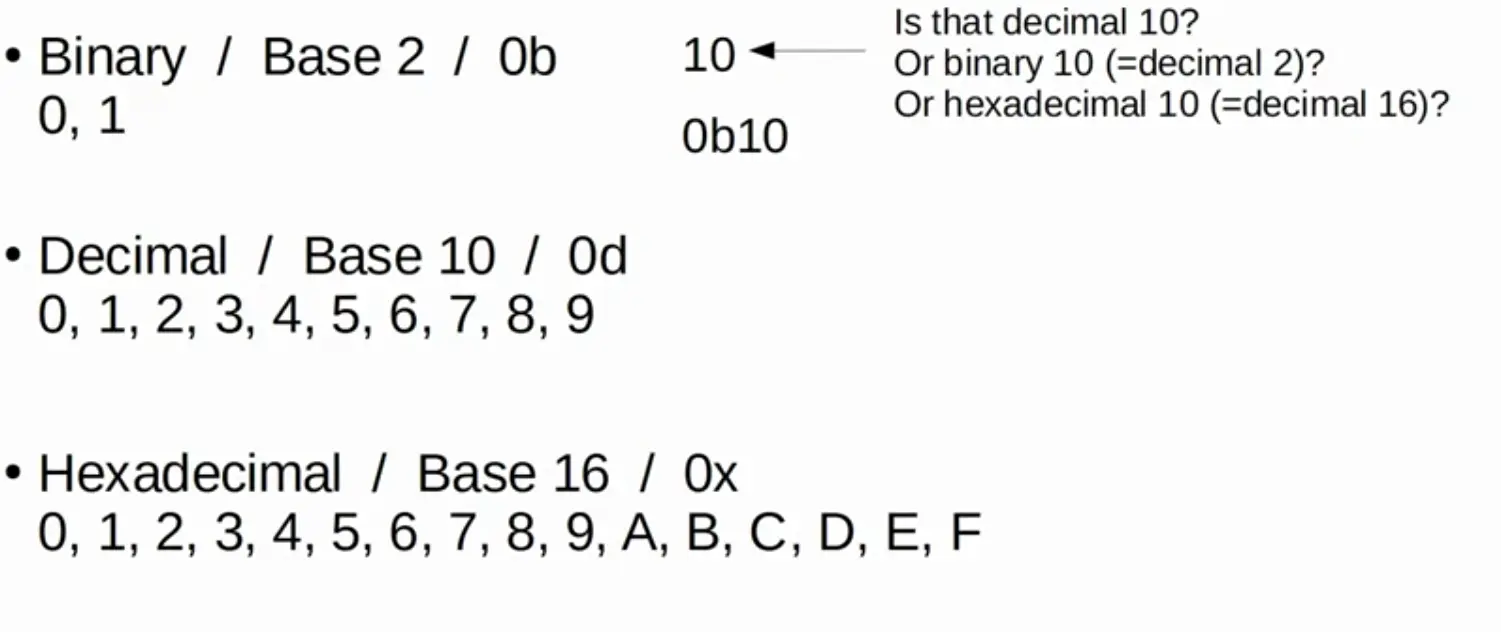 • Binary / Base 2 / 0b
0, 1
10
0b10
Is that decimal 10?
Or binary 10 (=decimal 2)?
Or hexadecimal 10 (=decimal 16)?
• Decimal / Base 10 / 0d
0, 1, 2, 3, 4, 5, 6, 7, 8, 9
• Hexadecimal / Base 16 / 0x
0, 1, 2, 3, 4, 5, 6, 7, 8, 9, A, B, C, D, E, F